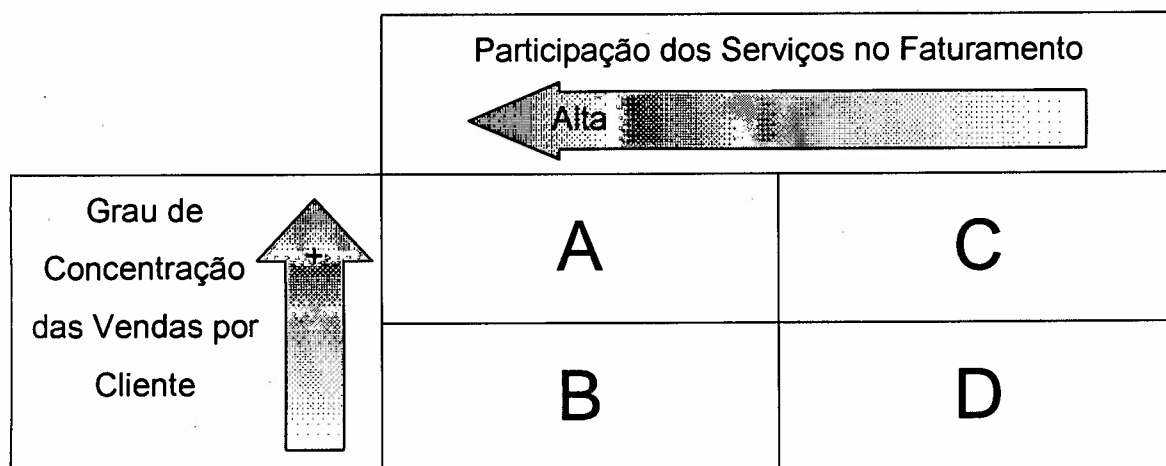 Participação dos Serviços no Faturamento
Alta
Grau de
Concentração
das Vendas por
Cliente
+
A
C
B
D